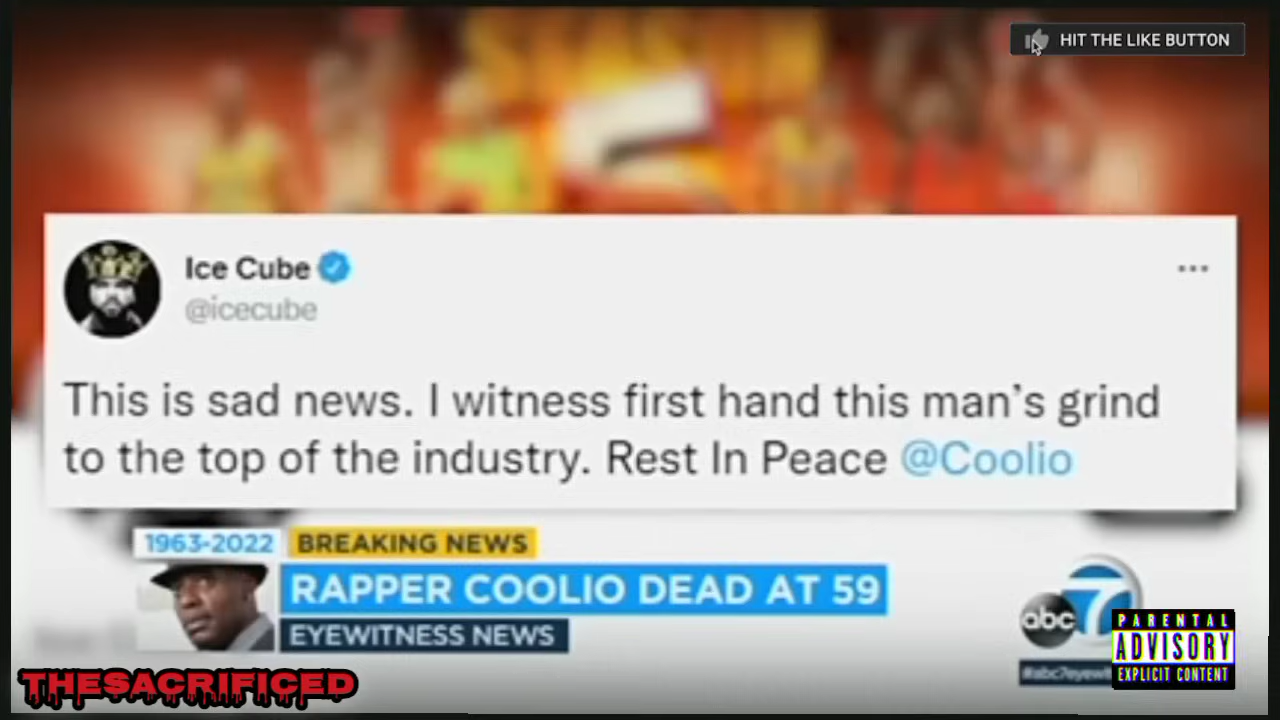 HIT THE LIKE BUTTON
Ice Cube
@icecube
This is sad news. I witness first hand this man's grind
to the top of the industry. Rest In Peace @Coolio
1963-2022 BREAKING NEWS
RAPPER COOLIO DEAD AT 59
EYEWITNESS NEWS
abc 7
PARENTAL
ADVISORY
EXPLICIT CONTENT
THESACRIFICED